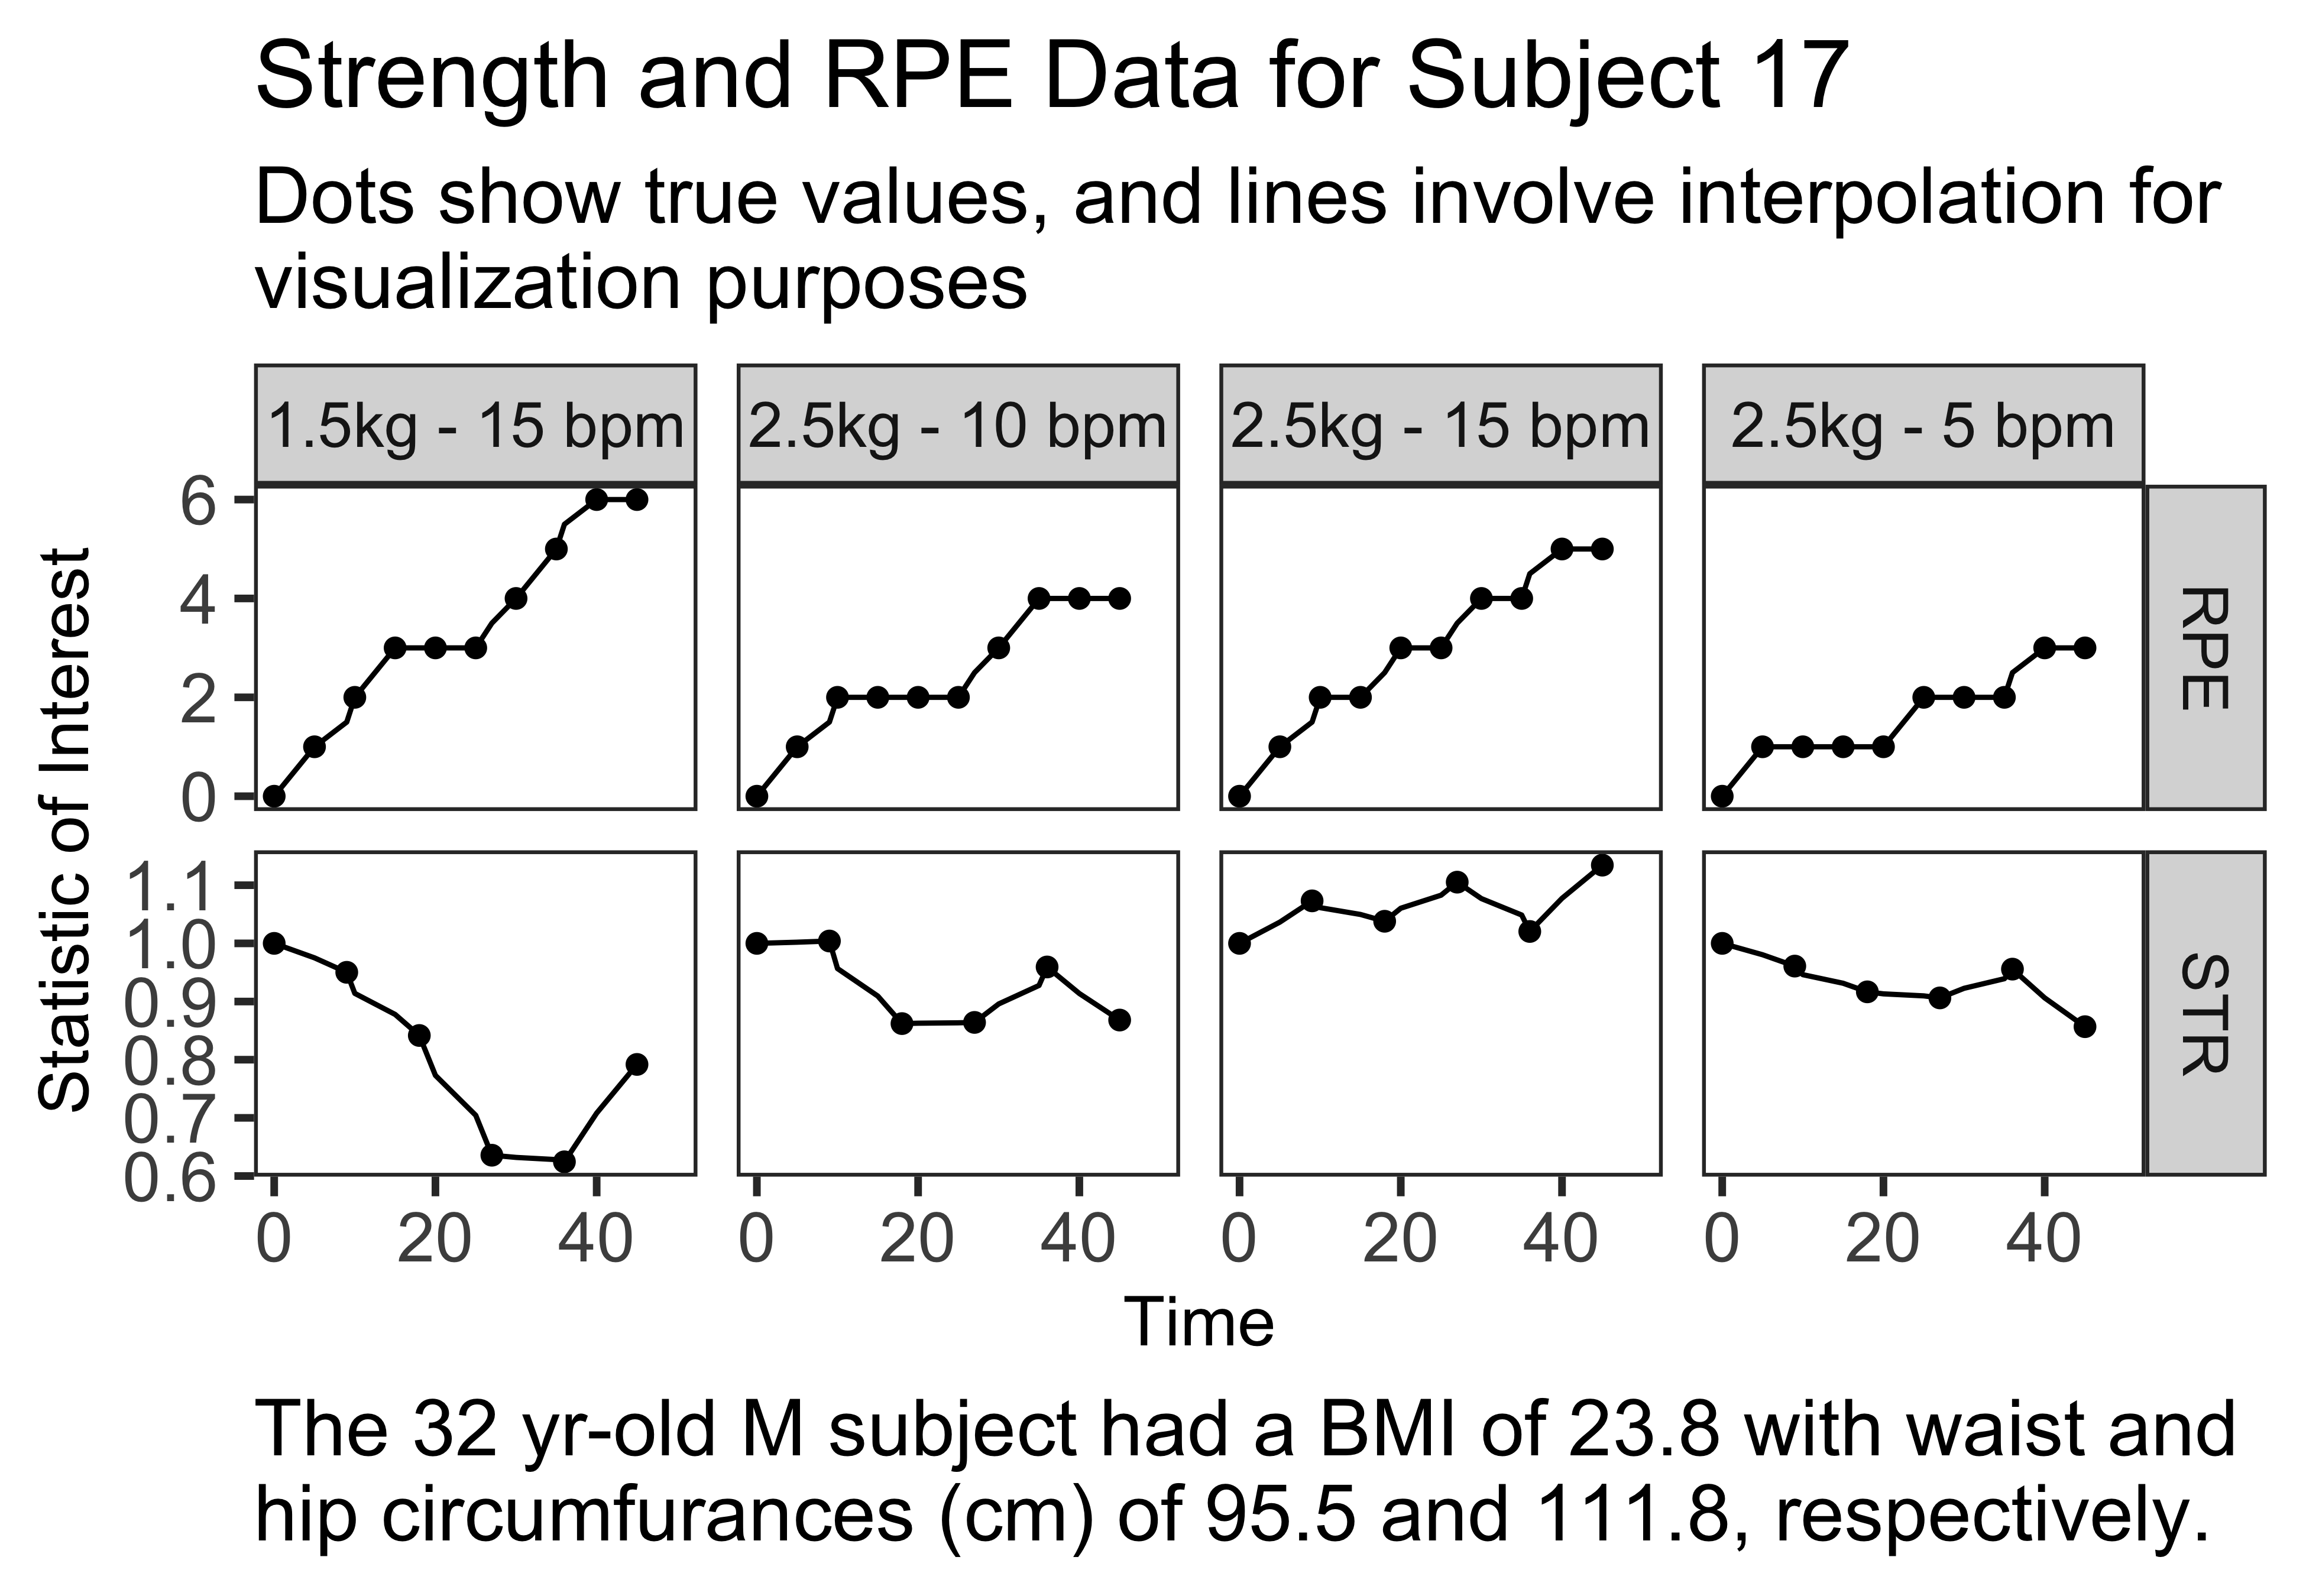 Strength and RPE Data for Subject 17
Dots show true values, and lines involve interpolation for
visualization purposes
1.5kg - 15 bpm
2.5kg - 10 bpm
2.5kg - 15 bpm
2.5kg - 5 bpm
Statistic of Interest
6
4
2
0
RPE
1.1
1.0
0.9
0.8
0.7
0.6
STR
0 20 40
0 20 40
0 20 40
0 20 40
Time
The 32 yr-old M subject had a BMI of 23.8 with waist and
hip circumfurances (cm) of 95.5 and 111.8, respectively.